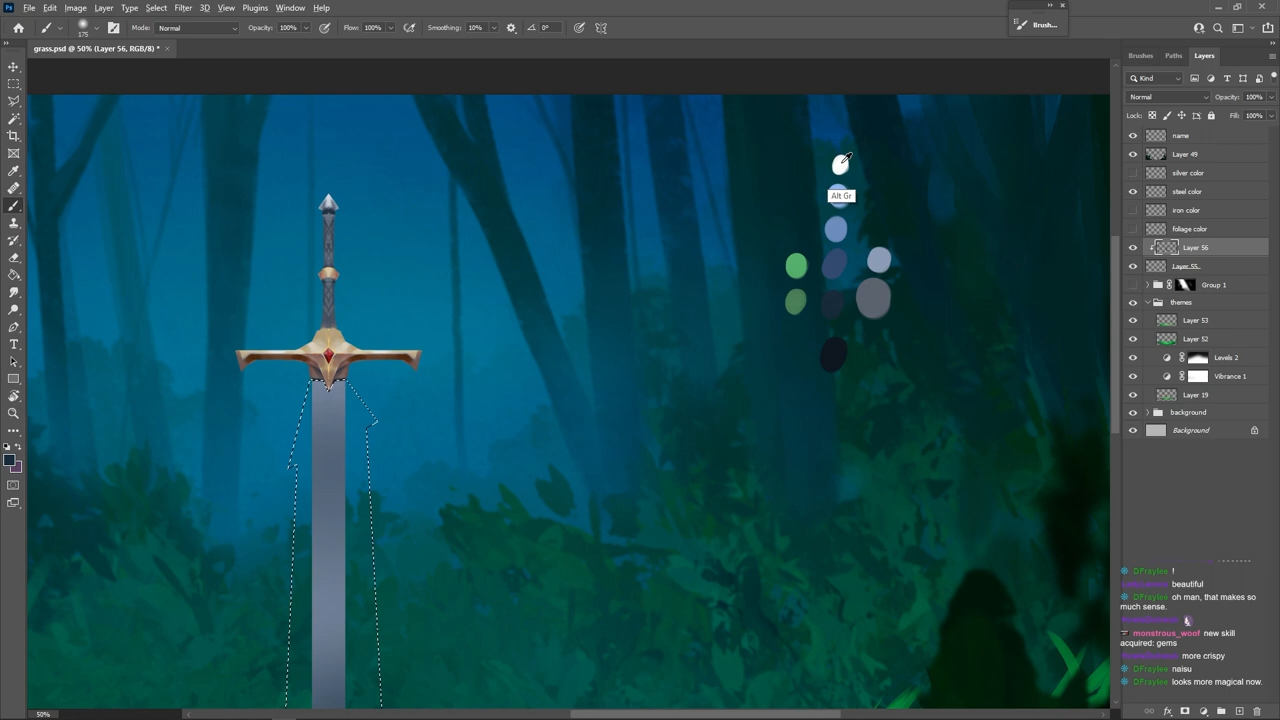 Ps File Edit Image Layer Type Select Filter 3D View Plugins Window Help
175 Mode: Normal Opacity: 100% Flow: 100% Smoothing: 10% 0°
Brush...
grass.psd @ 50% (Layer 56, RGB/8) * ×
Brushes Paths Layers
Kind
Normal Opacity: 100%
Lock: Fill: 100%
name
Layer 49
silver color
steel color
iron color
foliage color
Layer 56
Layer 55
Group 1
themes
Layer 53
Layer 52
Levels 2
Vibrance 1
Layer 19
background
Background
Alt Gr
DFraylee !
beautiful
DFraylee oh man, that makes so
much sense.
monstrous_woof new skill
acquired: gems
more crispy
DFraylee naisu
DFraylee looks more magical now.
50%